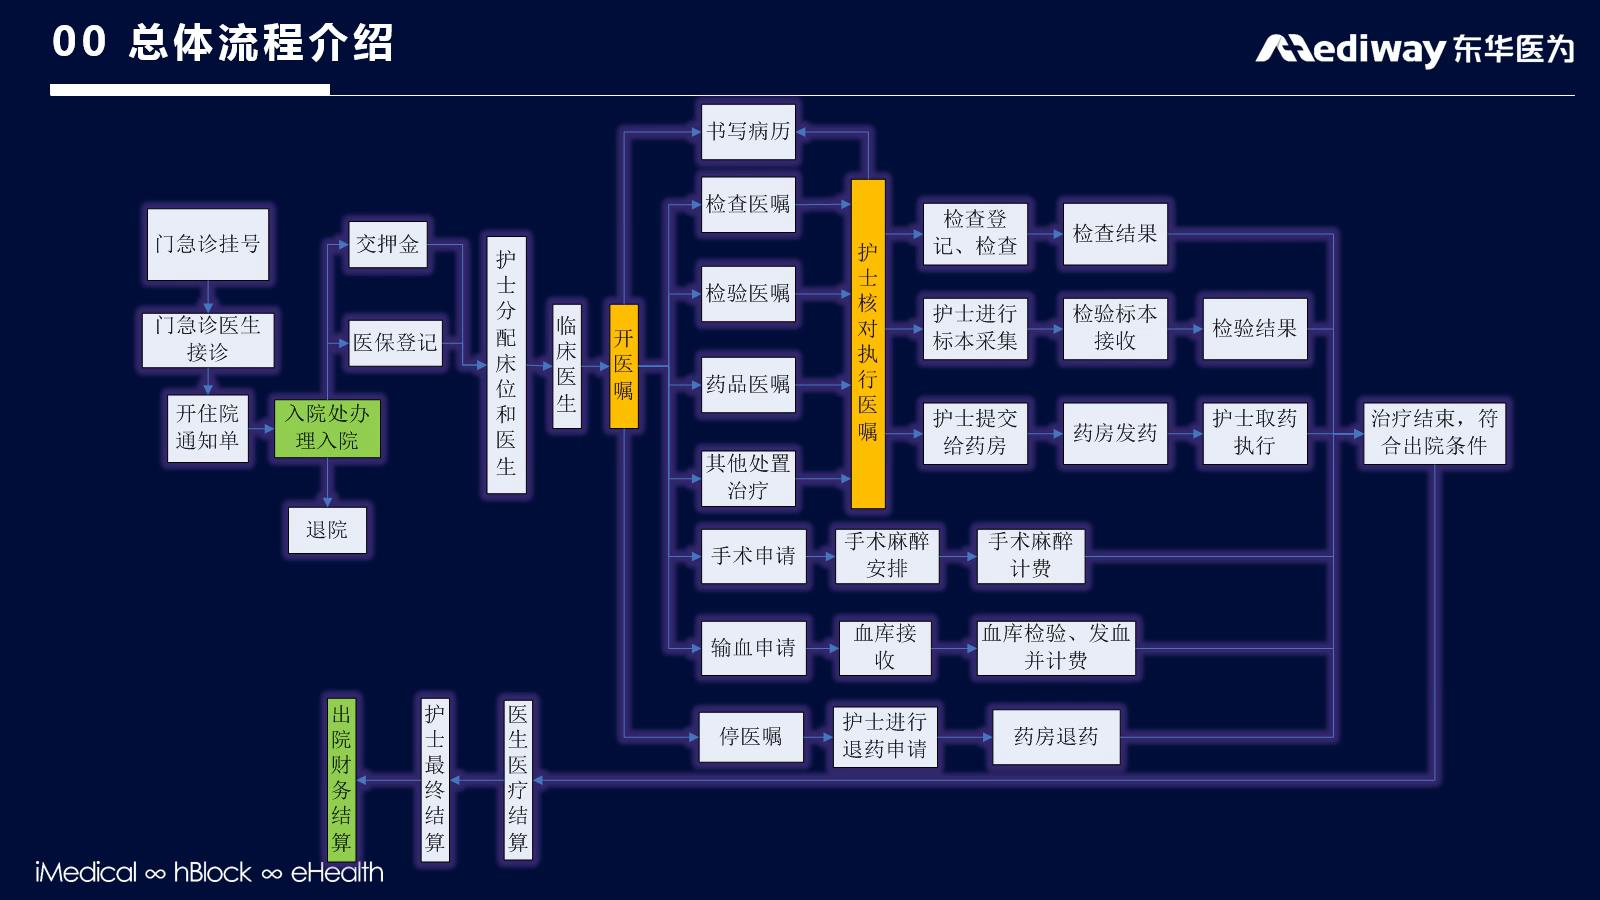 00 总体流程介绍
Mediway东华医为
书写病历
门急诊挂号
门急诊医生
接诊
开住院
通知单
入院处办
理入院
退院
交押金
医保登记
护士分配床位和医生
临床医生
开医嘱
检查医嘱
检验医嘱
药品医嘱
其他处置
治疗
护士核对执行医嘱
检查登
记、检查
检查结果
护士进行
标本采集
检验标本
接收
检验结果
护士提交
给药房
药房发药
护士取药
执行
治疗结束，符
合出院条件
手术申请
手术麻醉
安排
手术麻醉
计费
输血申请
血库接
收
血库检验、发血
并计费
停医嘱
护士进行
退药申请
药房退药
出院财务结算
护士最终结算
医生医疗结算
iMedical ∞ hBlock ∞ eHealth